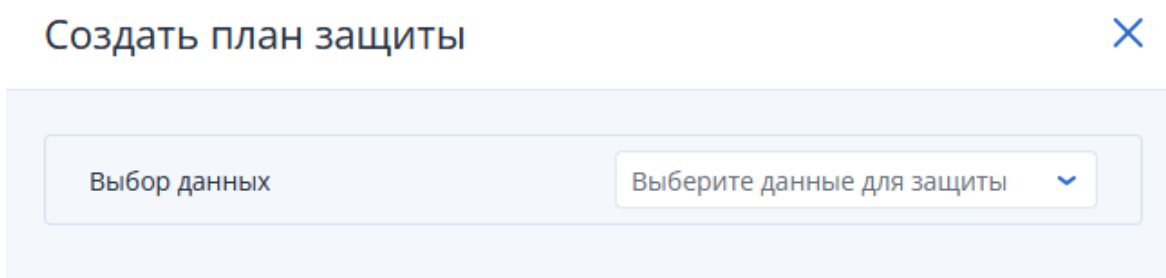 Создать план защиты
Выбор данных
Выберите данные для защиты